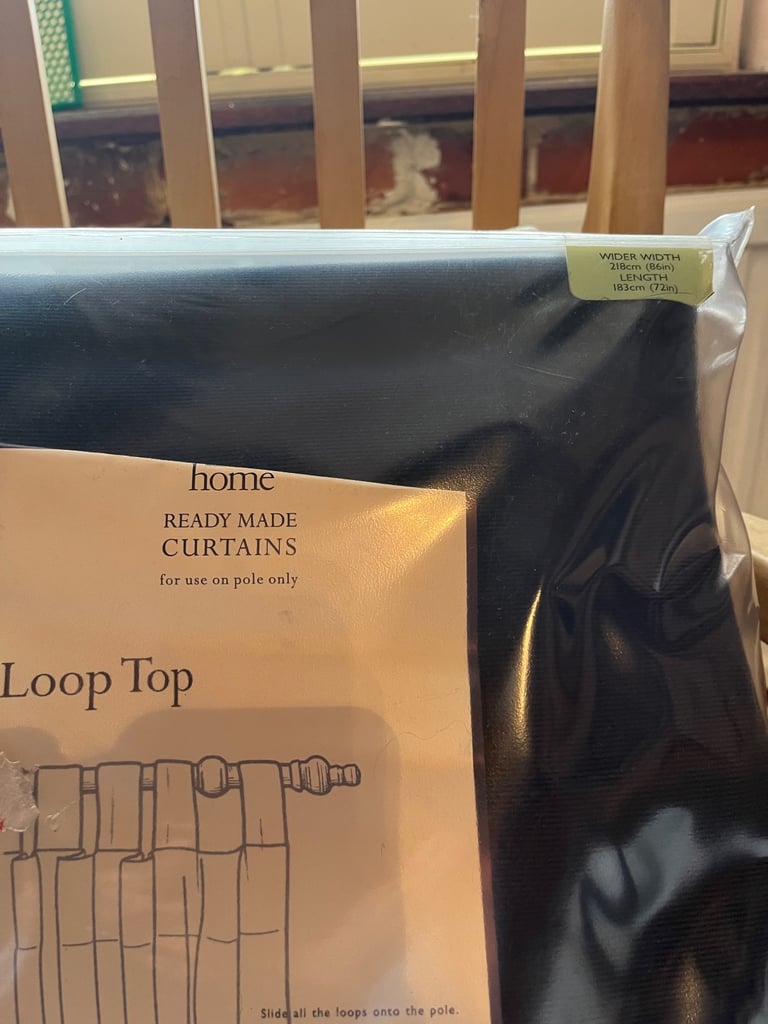 WIDER WIDTH
218cm (86in)
LENGTH
183cm (72in)
home
READY MADE
CURTAINS
for use on pole only
Loop Top
Slide all the loops onto the pole.